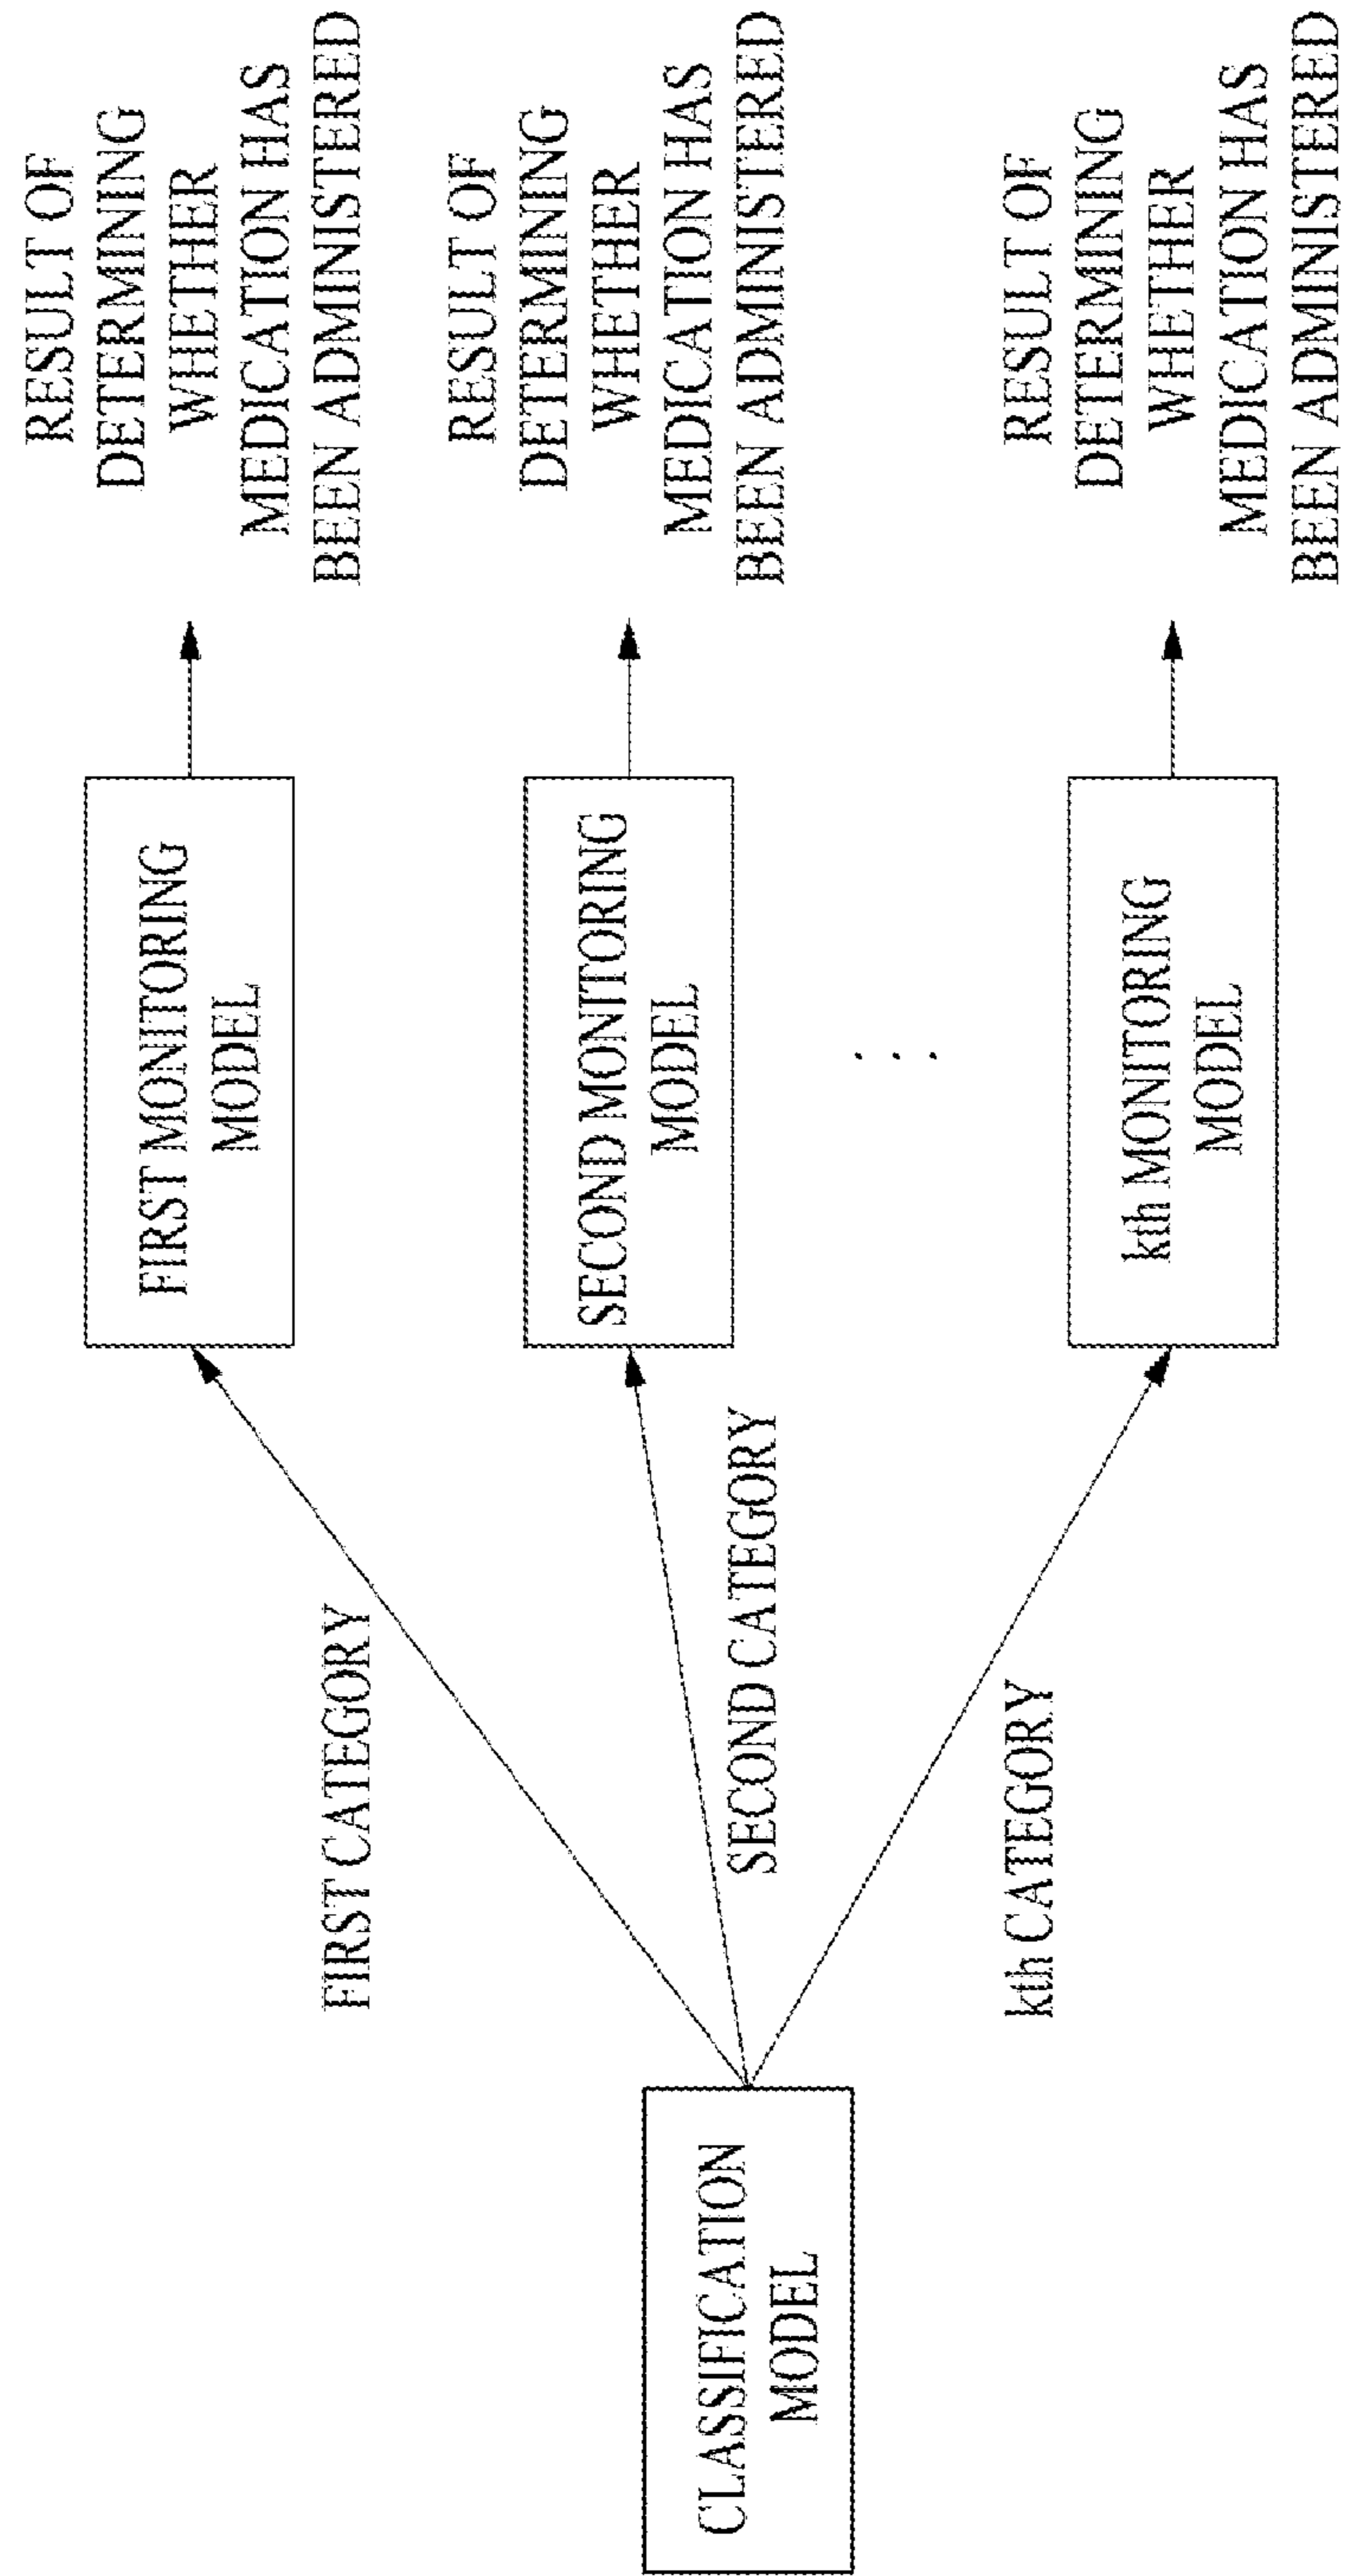 CLASSIFICATION
MODEL
FIRST CATEGORY
SECOND CATEGORY
kth CATEGORY
FIRST MONITORING
MODEL
SECOND MONITORING
MODEL
. . .
kth MONITORING
MODEL
RESULT OF
DETERMINING
WHETHER
MEDICATION HAS
BEEN ADMINISTERED
RESULT OF
DETERMINING
WHETHER
MEDICATION HAS
BEEN ADMINISTERED
RESULT OF
DETERMINING
WHETHER
MEDICATION HAS
BEEN ADMINISTERED